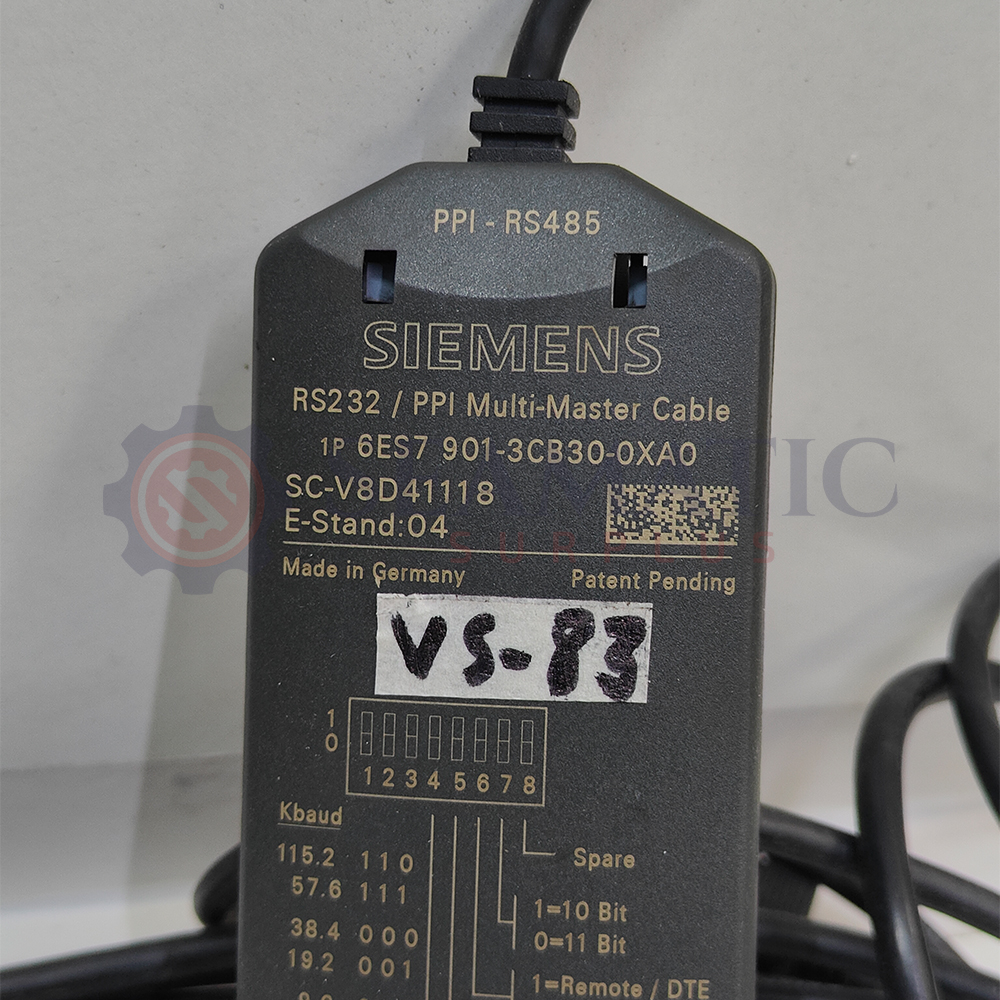 PPI - RS485
SIEMENS
RS232 / PPI Multi-Master Cable
1P 6ES7 901-3CB30-0XA0
SC-V8D41118
E-Stand:04
Made in Germany Patent Pending
VS-83
1
0
1 2 3 4 5 6 7 8
Kbaud
115.2 1 1 0 Spare
57.6 1 1 1
1=10 Bit
38.4 0 0 0
0=11 Bit
19.2 0 0 1
1=Remote / DTE
SURPLUS